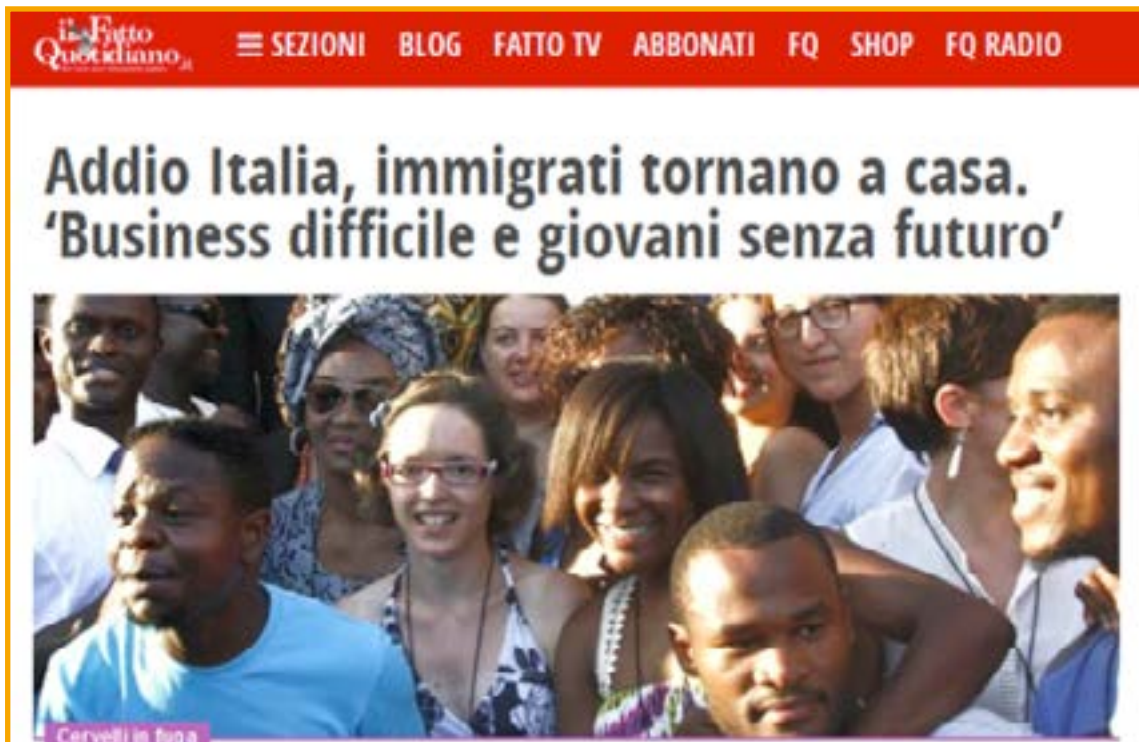 il Fatto
Quotidiano.it
≡ SEZIONI BLOG FATTO TV ABBONATI FQ SHOP FQ RADIO
Addio Italia, immigrati tornano a casa.
‘Business difficile e giovani senza futuro’
Cervelli in fuga